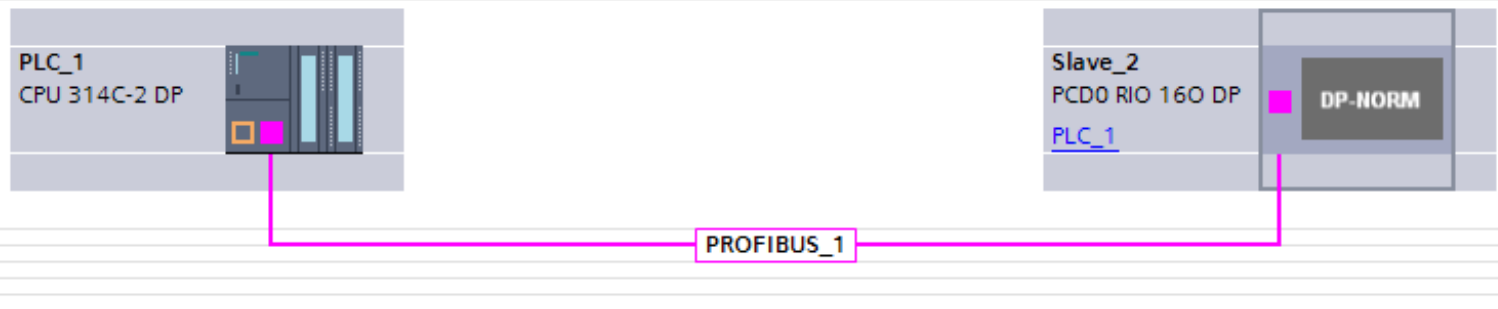 PLC_1
CPU 314C-2 DP
Slave_2
PCD0 RIO 16O DP
PLC_1
DP-NORM
PROFIBUS_1